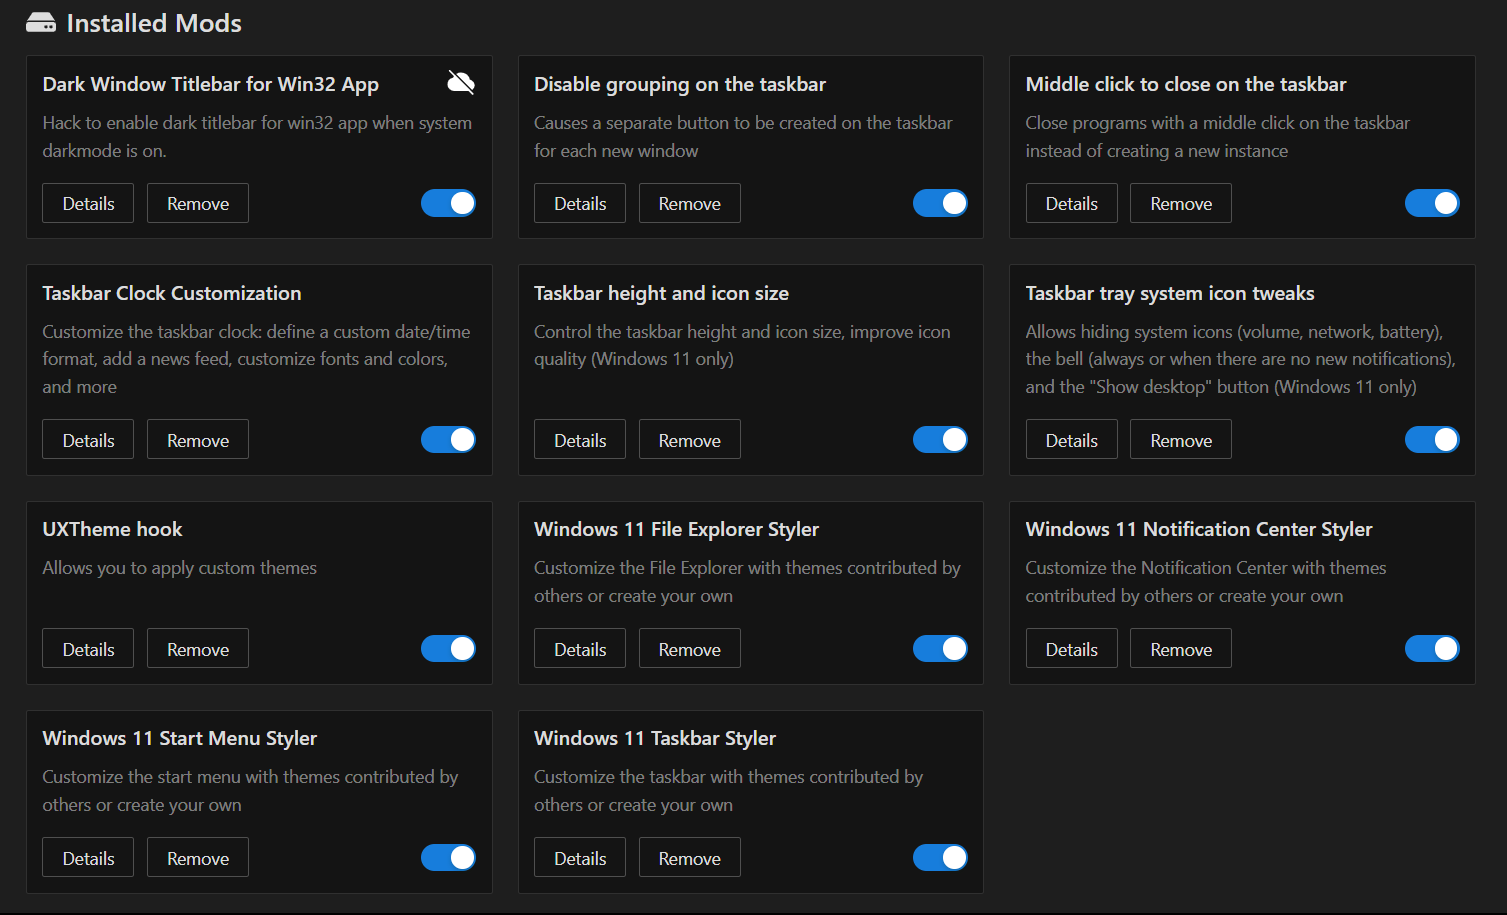 Installed Mods
Dark Window Titlebar for Win32 App
Hack to enable dark titlebar for win32 app when system
darkmode is on.
Details
Remove
Disable grouping on the taskbar
Causes a separate button to be created on the taskbar
for each new window
Details
Remove
Middle click to close on the taskbar
Close programs with a middle click on the taskbar
instead of creating a new instance
Details
Remove
Taskbar Clock Customization
Customize the taskbar clock: define a custom date/time
format, add a news feed, customize fonts and colors,
and more
Details
Remove
Taskbar height and icon size
Control the taskbar height and icon size, improve icon
quality (Windows 11 only)
Details
Remove
Taskbar tray system icon tweaks
Allows hiding system icons (volume, network, battery),
the bell (always or when there are no new notifications),
and the "Show desktop" button (Windows 11 only)
Details
Remove
UXTheme hook
Allows you to apply custom themes
Details
Remove
Windows 11 File Explorer Styler
Customize the File Explorer with themes contributed by
others or create your own
Details
Remove
Windows 11 Notification Center Styler
Customize the Notification Center with themes
contributed by others or create your own
Details
Remove
Windows 11 Start Menu Styler
Customize the start menu with themes contributed by
others or create your own
Details
Remove
Windows 11 Taskbar Styler
Customize the taskbar with themes contributed by
others or create your own
Details
Remove